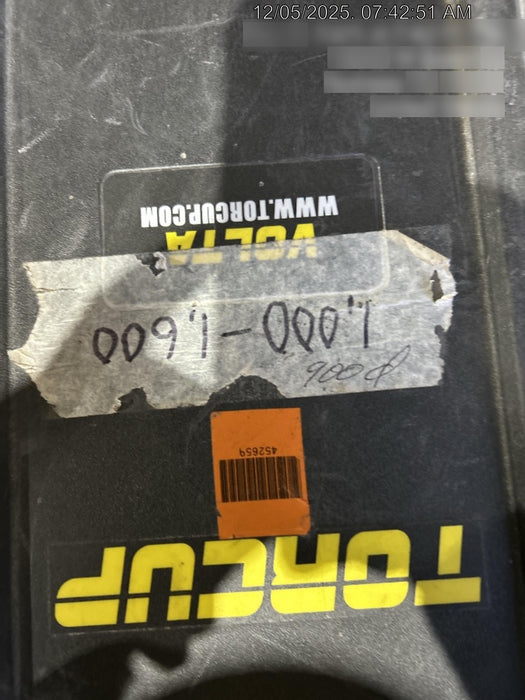 12/05/2025. 07:42:51 AM
TORCUP
452659
1,000-1,600
VOLTA
WWW.TORCUP.COM